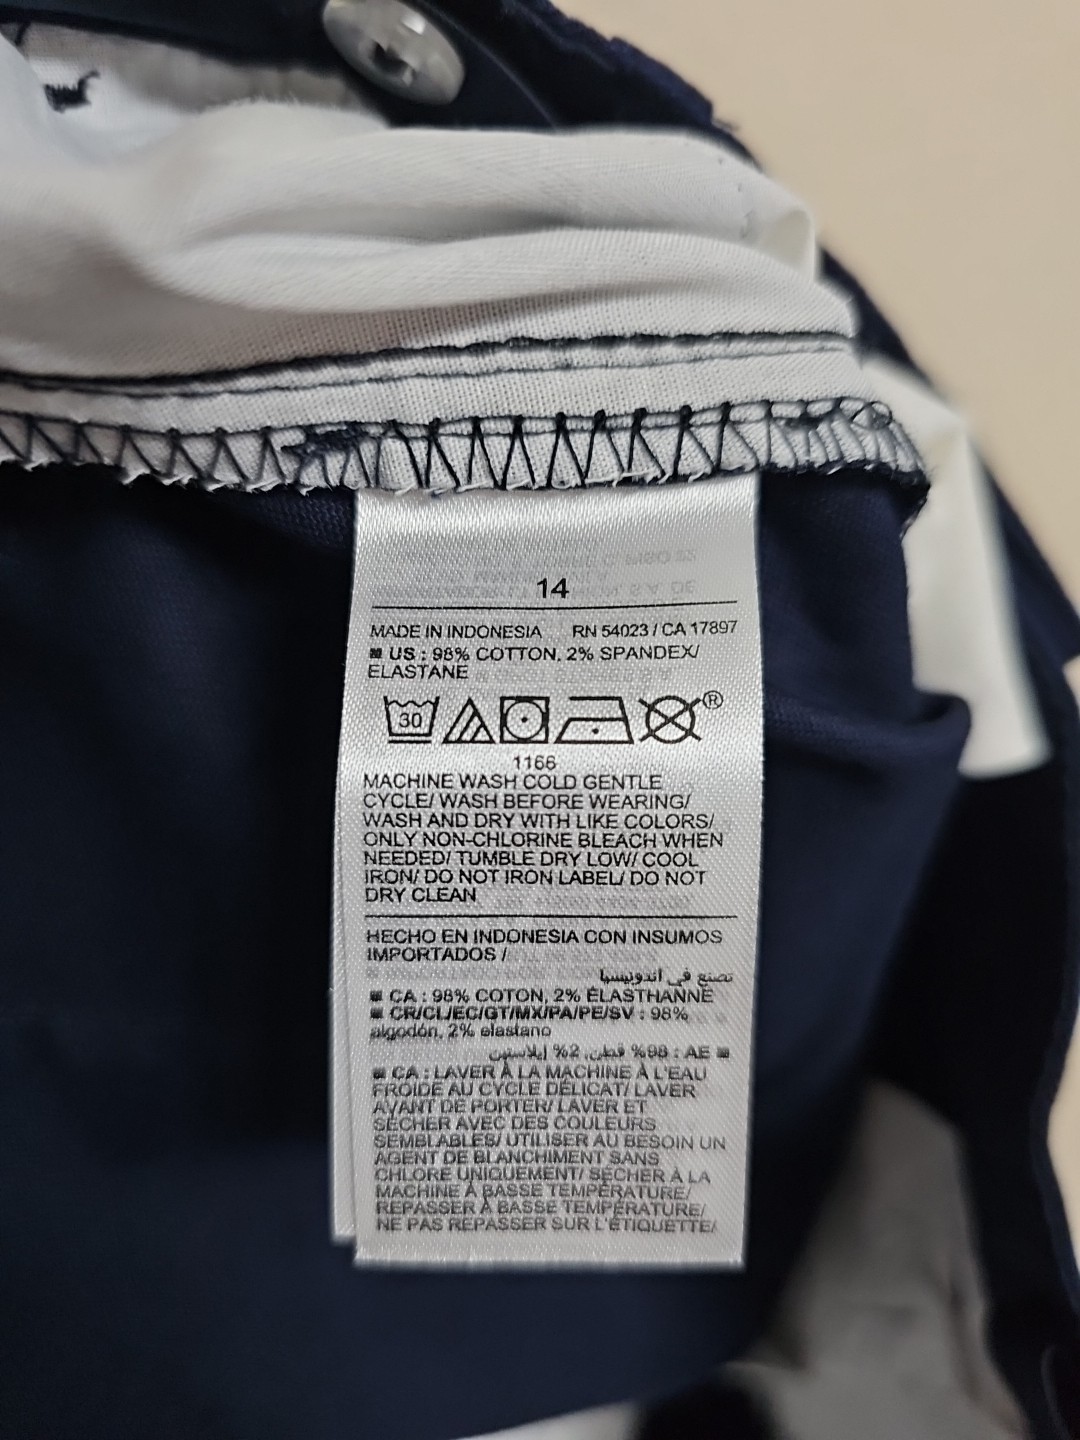 14
MADE IN INDONESIA RN 54023 / CA 17897
US : 98% COTTON, 2% SPANDEX/
ELASTANE
30
®
1166
MACHINE WASH COLD GENTLE
CYCLE/ WASH BEFORE WEARING/
WASH AND DRY WITH LIKE COLORS/
ONLY NON-CHLORINE BLEACH WHEN
NEEDED/ TUMBLE DRY LOW/ COOL
IRON/ DO NOT IRON LABEL/ DO NOT
DRY CLEAN
HECHO EN INDONESIA CON INSUMOS
IMPORTADOS /
تصنع في اندونيسيا
CA : 98% COTON, 2% ÉLASTHANNE
CR/CL/EC/GT/MX/PA/PE/SV : 98%
algodón, 2% elastano
AE : 98% قطن, 2% إيلاستين
CA : LAVER À LA MACHINE À L'EAU
FROIDE AU CYCLE DÉLICAT/ LAVER
AVANT DE PORTER/ LAVER ET
SÉCHER AVEC DES COULEURS
SEMBLABLES/ UTILISER AU BESOIN UN
AGENT DE BLANCHIMENT SANS
CHLORE UNIQUEMENT/ SÉCHER À LA
MACHINE À BASSE TEMPÉRATURE/
REPASSER À BASSE TEMPÉRATURE/
NE PAS REPASSER SUR L'ÉTIQUETTE/